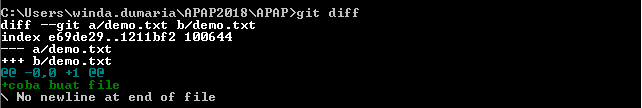 C:\Users\winda.dumaria\APAP2018\APAP>git diff
diff --git a/demo.txt b/demo.txt
index e69de29..1211bf2 100644
--- a/demo.txt
+++ b/demo.txt
@@ -0,0 +1 @@
+coba buat file
\ No newline at end of file